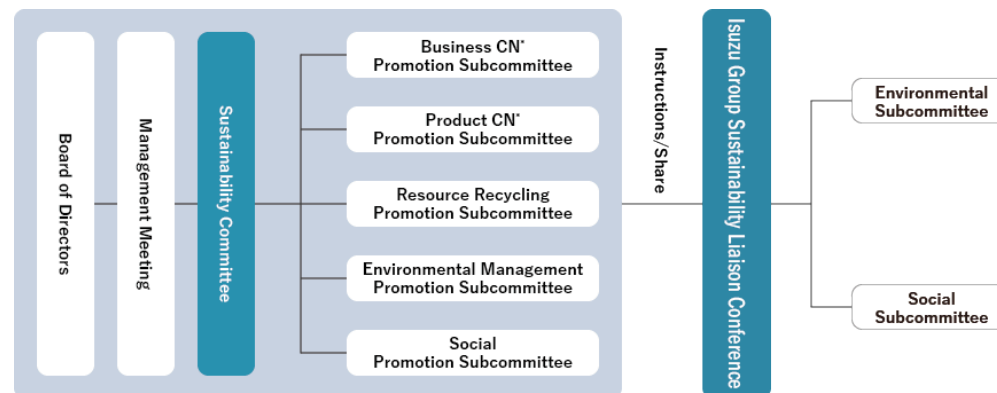 Board of Directors
Management Meeting
Sustainability Committee
Business CN*
Promotion Subcommittee
Product CN*
Promotion Subcommittee
Resource Recycling
Promotion Subcommittee
Environmental Management
Promotion Subcommittee
Social
Promotion Subcommittee
Instructions/Share
Isuzu Group Sustainability Liaison Conference
Environmental
Subcommittee
Social
Subcommittee